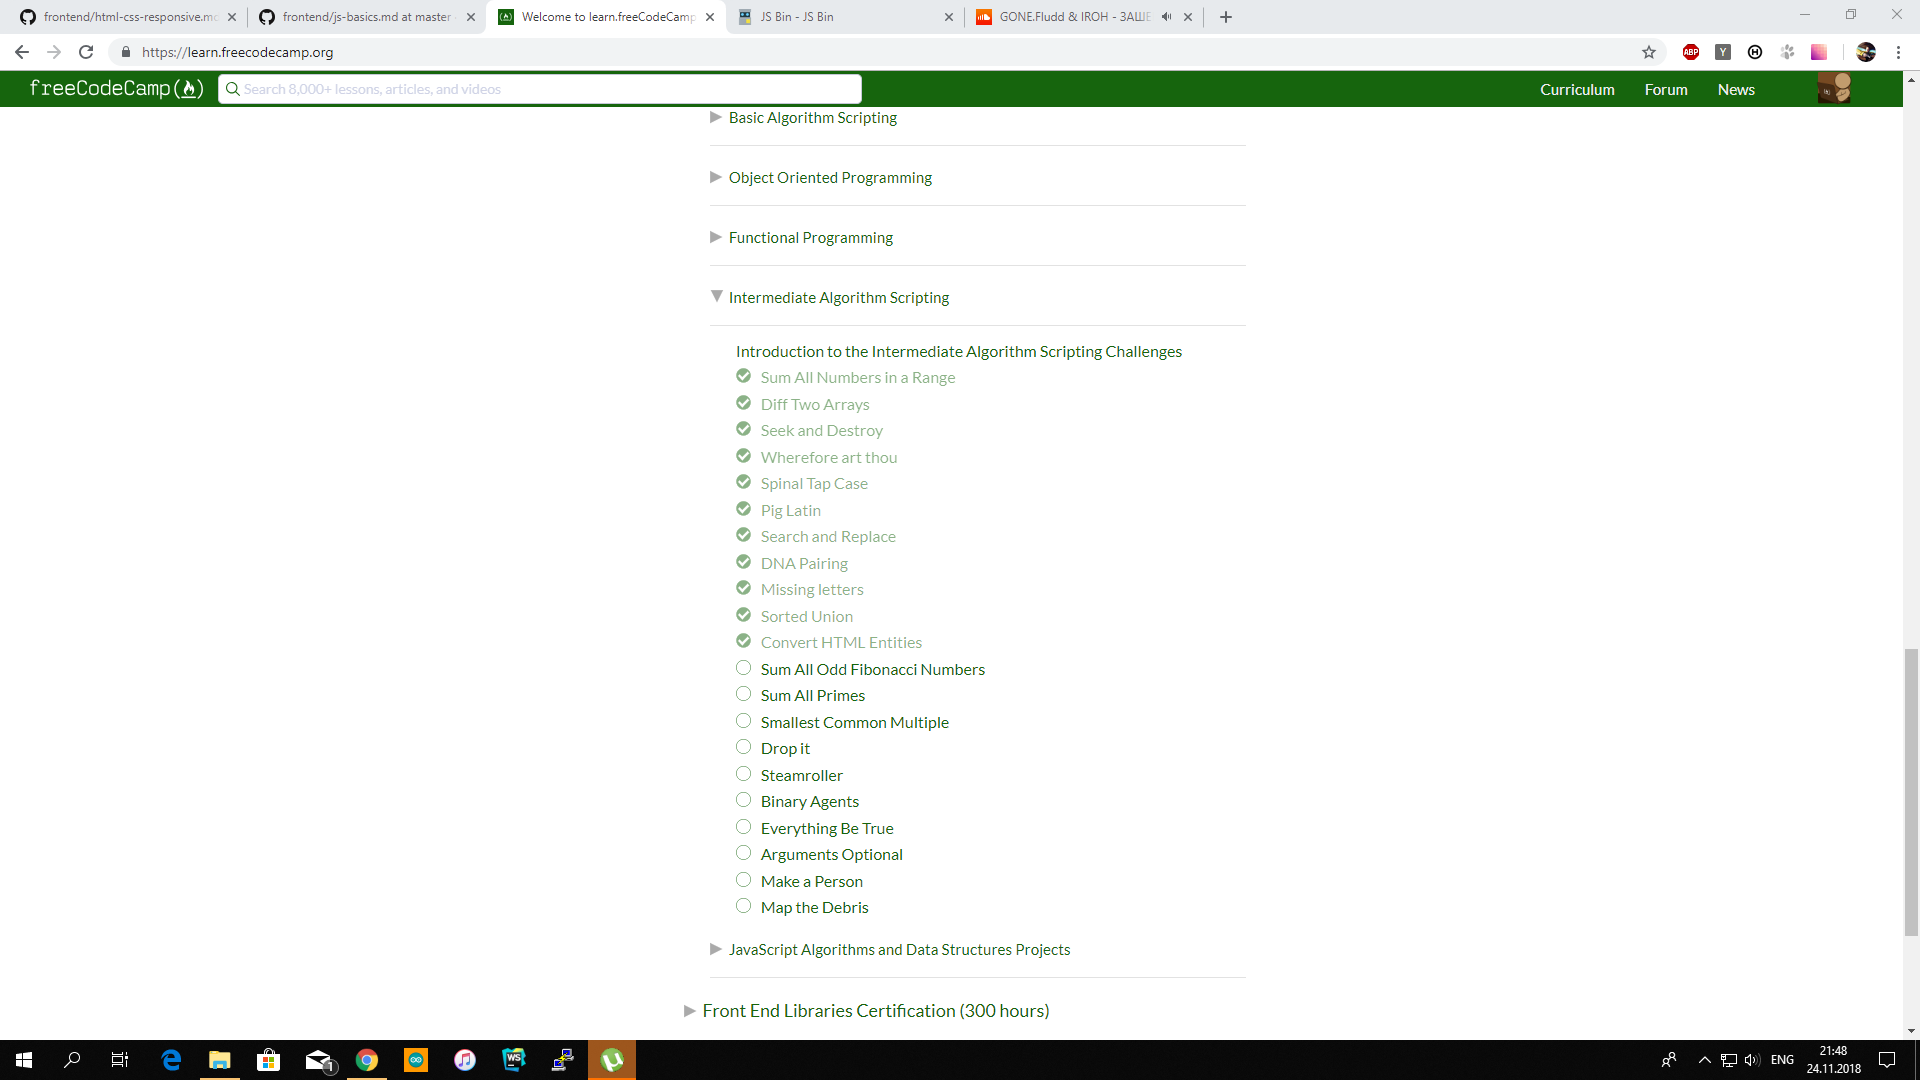 frontend/html-css-responsive.mo
frontend/js-basics.md at master
Welcome to learn.freeCodeCamp
JS Bin - JS Bin
GONE.Fludd & IROH - ЗАШЕ
https://learn.freecodecamp.org
ABP
Y
H
freeCodeCamp
Search 8,000+ lessons, articles, and videos
Curriculum
Forum
News
Basic Algorithm Scripting
Object Oriented Programming
Functional Programming
Intermediate Algorithm Scripting
Introduction to the Intermediate Algorithm Scripting Challenges
Sum All Numbers in a Range
Diff Two Arrays
Seek and Destroy
Wherefore art thou
Spinal Tap Case
Pig Latin
Search and Replace
DNA Pairing
Missing letters
Sorted Union
Convert HTML Entities
Sum All Odd Fibonacci Numbers
Sum All Primes
Smallest Common Multiple
Drop it
Steamroller
Binary Agents
Everything Be True
Arguments Optional
Make a Person
Map the Debris
JavaScript Algorithms and Data Structures Projects
Front End Libraries Certification (300 hours)
1
WS
ENG
21:48
24.11.2018